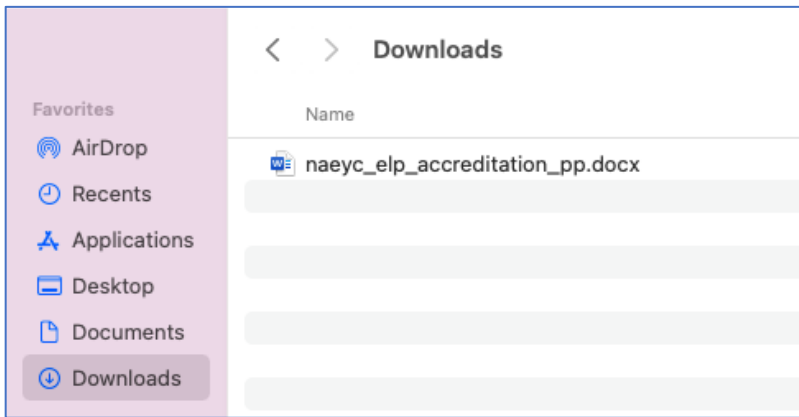 Downloads
Favorites
AirDrop
Recents
Applications
Desktop
Documents
Downloads
Name
naeyc_elp_accreditation_pp.docx